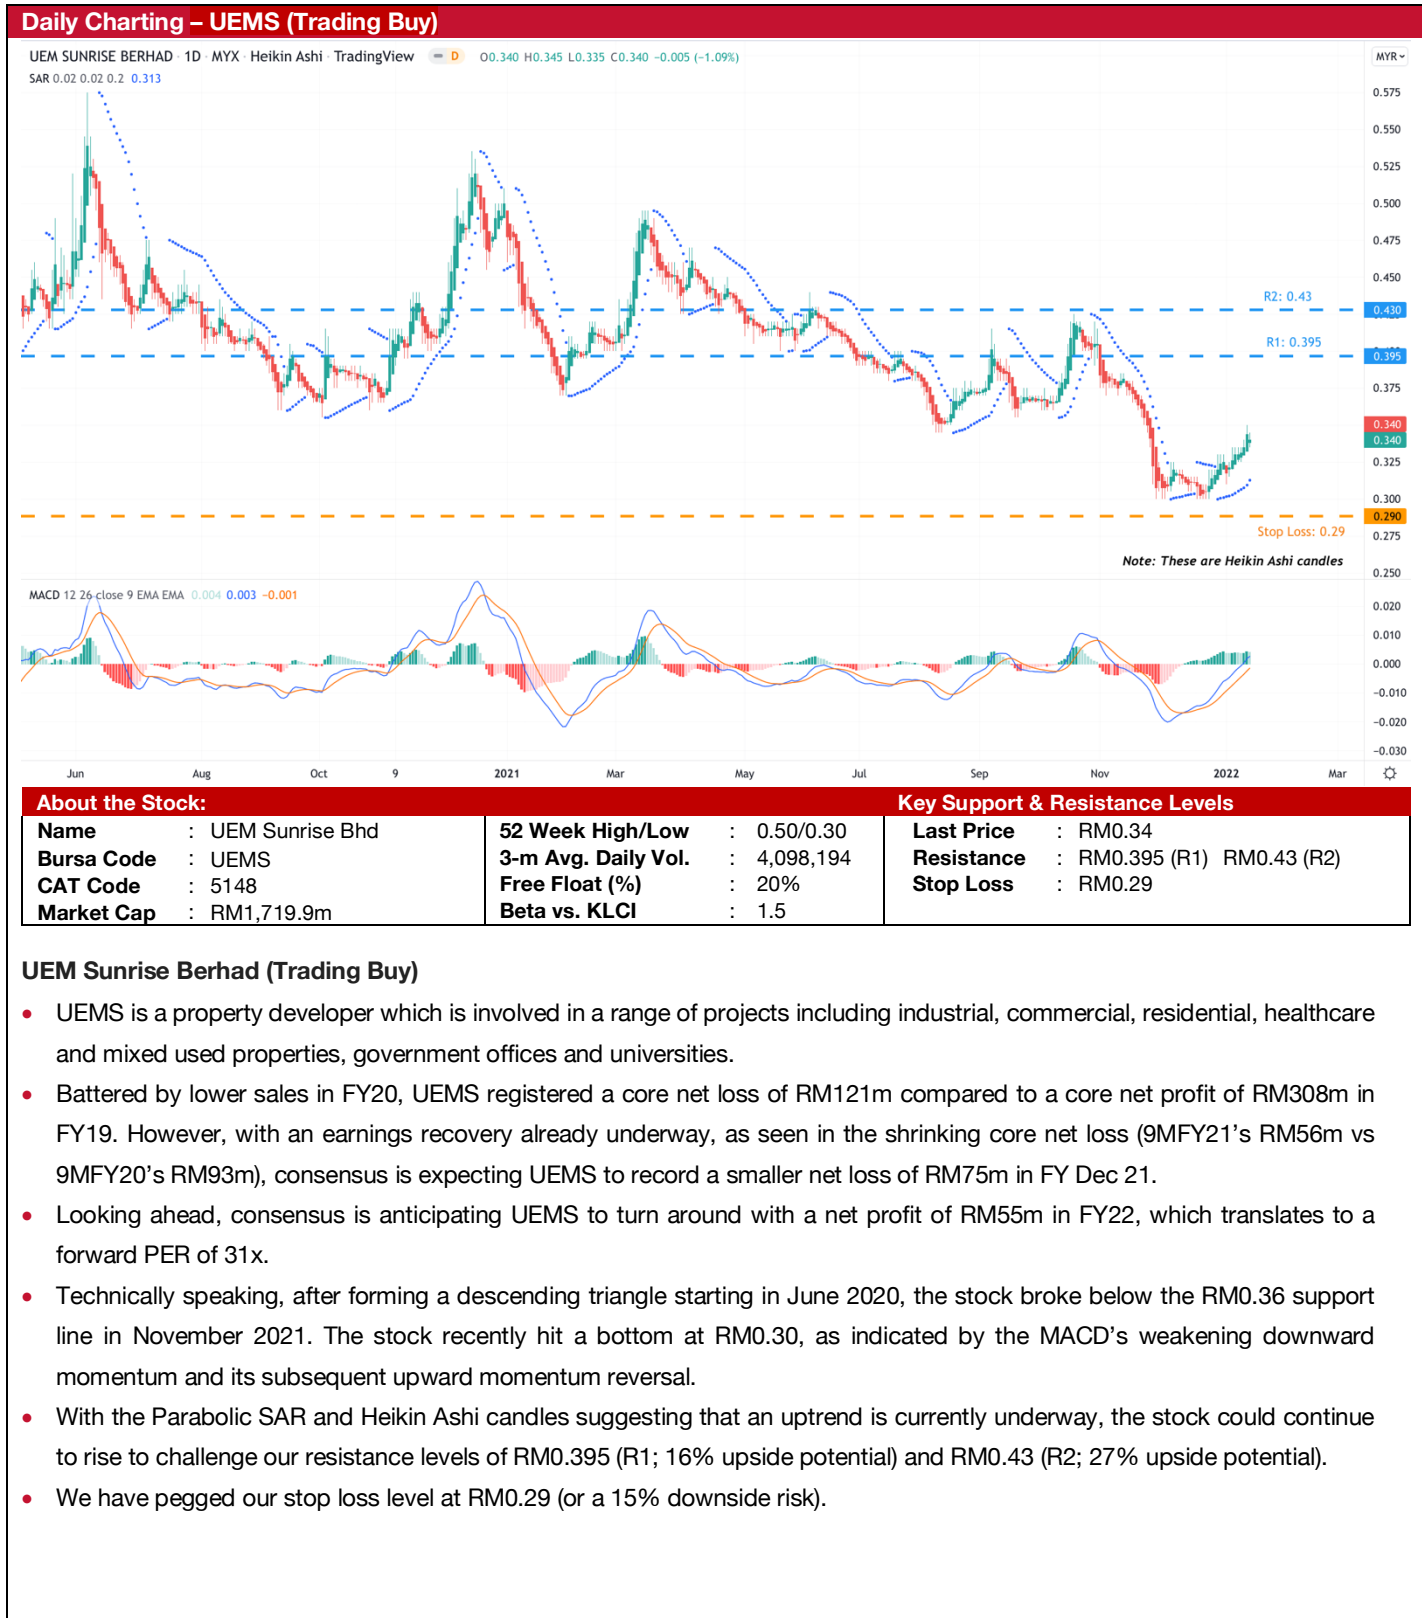 Daily Charting – UEMS (Trading Buy)
UEM SUNRISE BERHAD · 1D · MYX · Heikin Ashi · TradingView D O0.340 H0.345 L0.335 C0.340 −0.005 (−1.09%)
MYR
SAR 0.02 0.02 0.2 0.313
0.575
0.550
0.525
0.500
0.475
0.450
R2: 0.43
0.430
R1: 0.395
0.395
0.375
0.340
0.340
0.325
0.300
0.290
Stop Loss: 0.29
0.275
Note: These are Heikin Ashi candles
0.250
MACD 12 26 close 9 EMA EMA 0.004 0.003 −0.001
0.020
0.010
0.000
−0.010
−0.020
−0.030
Jun Aug Oct 9 2021 Mar May Jul Sep Nov 2022 Mar
About the Stock: Key Support & Resistance Levels
Name : UEM Sunrise Bhd 52 Week High/Low : 0.50/0.30 Last Price : RM0.34
Bursa Code : UEMS 3-m Avg. Daily Vol. : 4,098,194 Resistance : RM0.395 (R1) RM0.43 (R2)
CAT Code : 5148 Free Float (%) : 20% Stop Loss : RM0.29
Market Cap : RM1,719.9m Beta vs. KLCI : 1.5
UEM Sunrise Berhad (Trading Buy)
• UEMS is a property developer which is involved in a range of projects including industrial, commercial, residential, healthcare
and mixed used properties, government offices and universities.
• Battered by lower sales in FY20, UEMS registered a core net loss of RM121m compared to a core net profit of RM308m in
FY19. However, with an earnings recovery already underway, as seen in the shrinking core net loss (9MFY21’s RM56m vs
9MFY20’s RM93m), consensus is expecting UEMS to record a smaller net loss of RM75m in FY Dec 21.
• Looking ahead, consensus is anticipating UEMS to turn around with a net profit of RM55m in FY22, which translates to a
forward PER of 31x.
• Technically speaking, after forming a descending triangle starting in June 2020, the stock broke below the RM0.36 support
line in November 2021. The stock recently hit a bottom at RM0.30, as indicated by the MACD’s weakening downward
momentum and its subsequent upward momentum reversal.
• With the Parabolic SAR and Heikin Ashi candles suggesting that an uptrend is currently underway, the stock could continue
to rise to challenge our resistance levels of RM0.395 (R1; 16% upside potential) and RM0.43 (R2; 27% upside potential).
• We have pegged our stop loss level at RM0.29 (or a 15% downside risk).